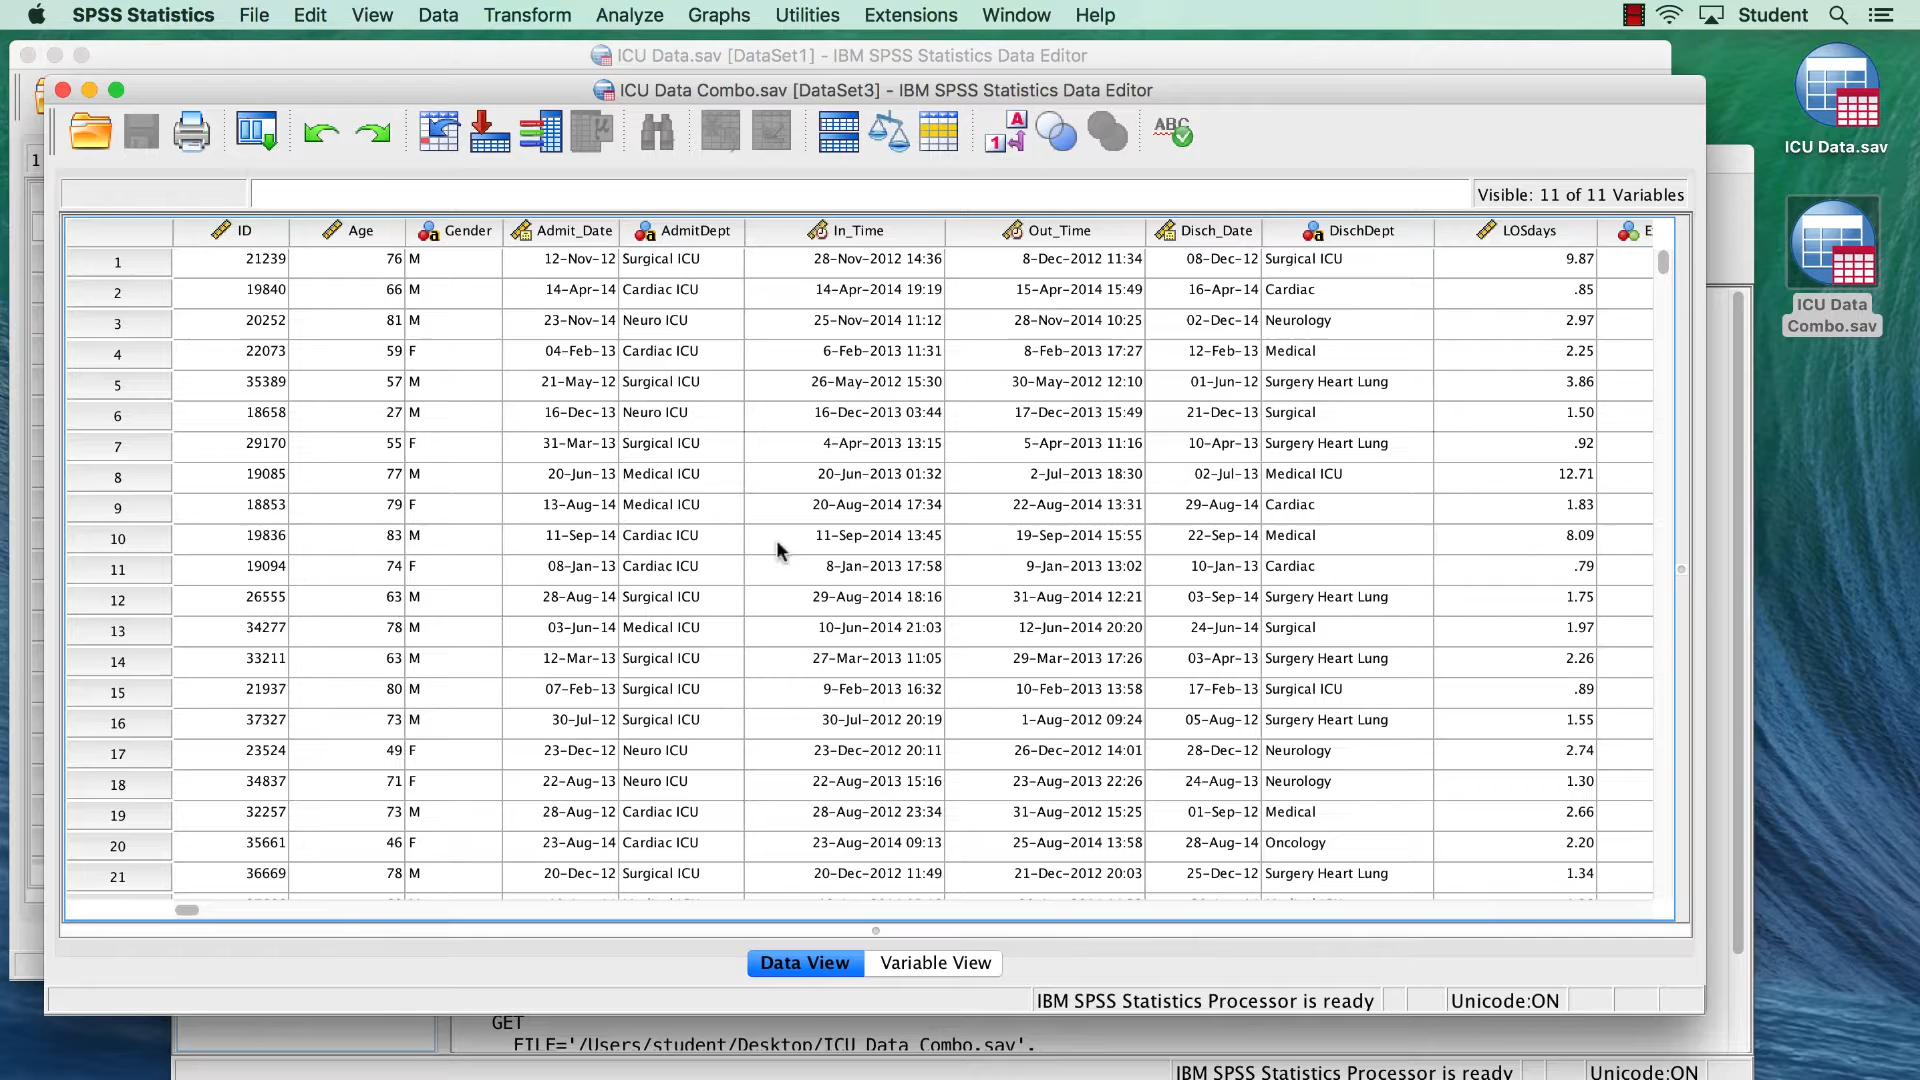 SPSS Statistics File Edit View Data Transform Analyze Graphs Utilities Extensions Window Help Student
ICU Data.sav [DataSet1] - IBM SPSS Statistics Data Editor
ICU Data Combo.sav [DataSet3] - IBM SPSS Statistics Data Editor
ICU Data.sav
ICU Data
Combo.sav
1
Visible: 11 of 11 Variables
ID Age Gender Admit_Date AdmitDept In_Time Out_Time Disch_Date DischDept LOSdays
1 21239 76 M 12-Nov-12 Surgical ICU 28-Nov-2012 14:36 8-Dec-2012 11:34 08-Dec-12 Surgical ICU 9.87
2 19840 66 M 14-Apr-14 Cardiac ICU 14-Apr-2014 19:19 15-Apr-2014 15:49 16-Apr-14 Cardiac .85
3 20252 81 M 23-Nov-14 Neuro ICU 25-Nov-2014 11:12 28-Nov-2014 10:25 02-Dec-14 Neurology 2.97
4 22073 59 F 04-Feb-13 Cardiac ICU 6-Feb-2013 11:31 8-Feb-2013 17:27 12-Feb-13 Medical 2.25
5 35389 57 M 21-May-12 Surgical ICU 26-May-2012 15:30 30-May-2012 12:10 01-Jun-12 Surgery Heart Lung 3.86
6 18658 27 M 16-Dec-13 Neuro ICU 16-Dec-2013 03:44 17-Dec-2013 15:49 21-Dec-13 Surgical 1.50
7 29170 55 F 31-Mar-13 Surgical ICU 4-Apr-2013 13:15 5-Apr-2013 11:16 10-Apr-13 Surgery Heart Lung .92
8 19085 77 M 20-Jun-13 Medical ICU 20-Jun-2013 01:32 2-Jul-2013 18:30 02-Jul-13 Medical ICU 12.71
9 18853 79 F 13-Aug-14 Medical ICU 20-Aug-2014 17:34 22-Aug-2014 13:31 29-Aug-14 Cardiac 1.83
10 19836 83 M 11-Sep-14 Cardiac ICU 11-Sep-2014 13:45 19-Sep-2014 15:55 22-Sep-14 Medical 8.09
11 19094 74 F 08-Jan-13 Cardiac ICU 8-Jan-2013 17:58 9-Jan-2013 13:02 10-Jan-13 Cardiac .79
12 26555 63 M 28-Aug-14 Surgical ICU 29-Aug-2014 18:16 31-Aug-2014 12:21 03-Sep-14 Surgery Heart Lung 1.75
13 34277 78 M 03-Jun-14 Medical ICU 10-Jun-2014 21:03 12-Jun-2014 20:20 24-Jun-14 Surgical 1.97
14 33211 63 M 12-Mar-13 Surgical ICU 27-Mar-2013 11:05 29-Mar-2013 17:26 03-Apr-13 Surgery Heart Lung 2.26
15 21937 80 M 07-Feb-13 Surgical ICU 9-Feb-2013 16:32 10-Feb-2013 13:58 17-Feb-13 Surgical ICU .89
16 37327 73 M 30-Jul-12 Surgical ICU 30-Jul-2012 20:19 1-Aug-2012 09:24 05-Aug-12 Surgery Heart Lung 1.55
17 23524 49 F 23-Dec-12 Neuro ICU 23-Dec-2012 20:11 26-Dec-2012 14:01 28-Dec-12 Neurology 2.74
18 34837 71 F 22-Aug-13 Neuro ICU 22-Aug-2013 15:16 23-Aug-2013 22:26 24-Aug-13 Neurology 1.30
19 32257 73 M 28-Aug-12 Cardiac ICU 28-Aug-2012 23:34 31-Aug-2012 15:25 01-Sep-12 Medical 2.66
20 35661 46 F 23-Aug-14 Cardiac ICU 23-Aug-2014 09:13 25-Aug-2014 13:58 28-Aug-14 Oncology 2.20
21 36669 78 M 20-Dec-12 Surgical ICU 20-Dec-2012 11:49 21-Dec-2012 20:03 25-Dec-12 Surgery Heart Lung 1.34
Data View Variable View
IBM SPSS Statistics Processor is ready Unicode:ON
GET
FILE='/Users/student/Desktop/ICU Data Combo.sav'.
IBM SPSS Statistics Processor is ready Unicode:ON